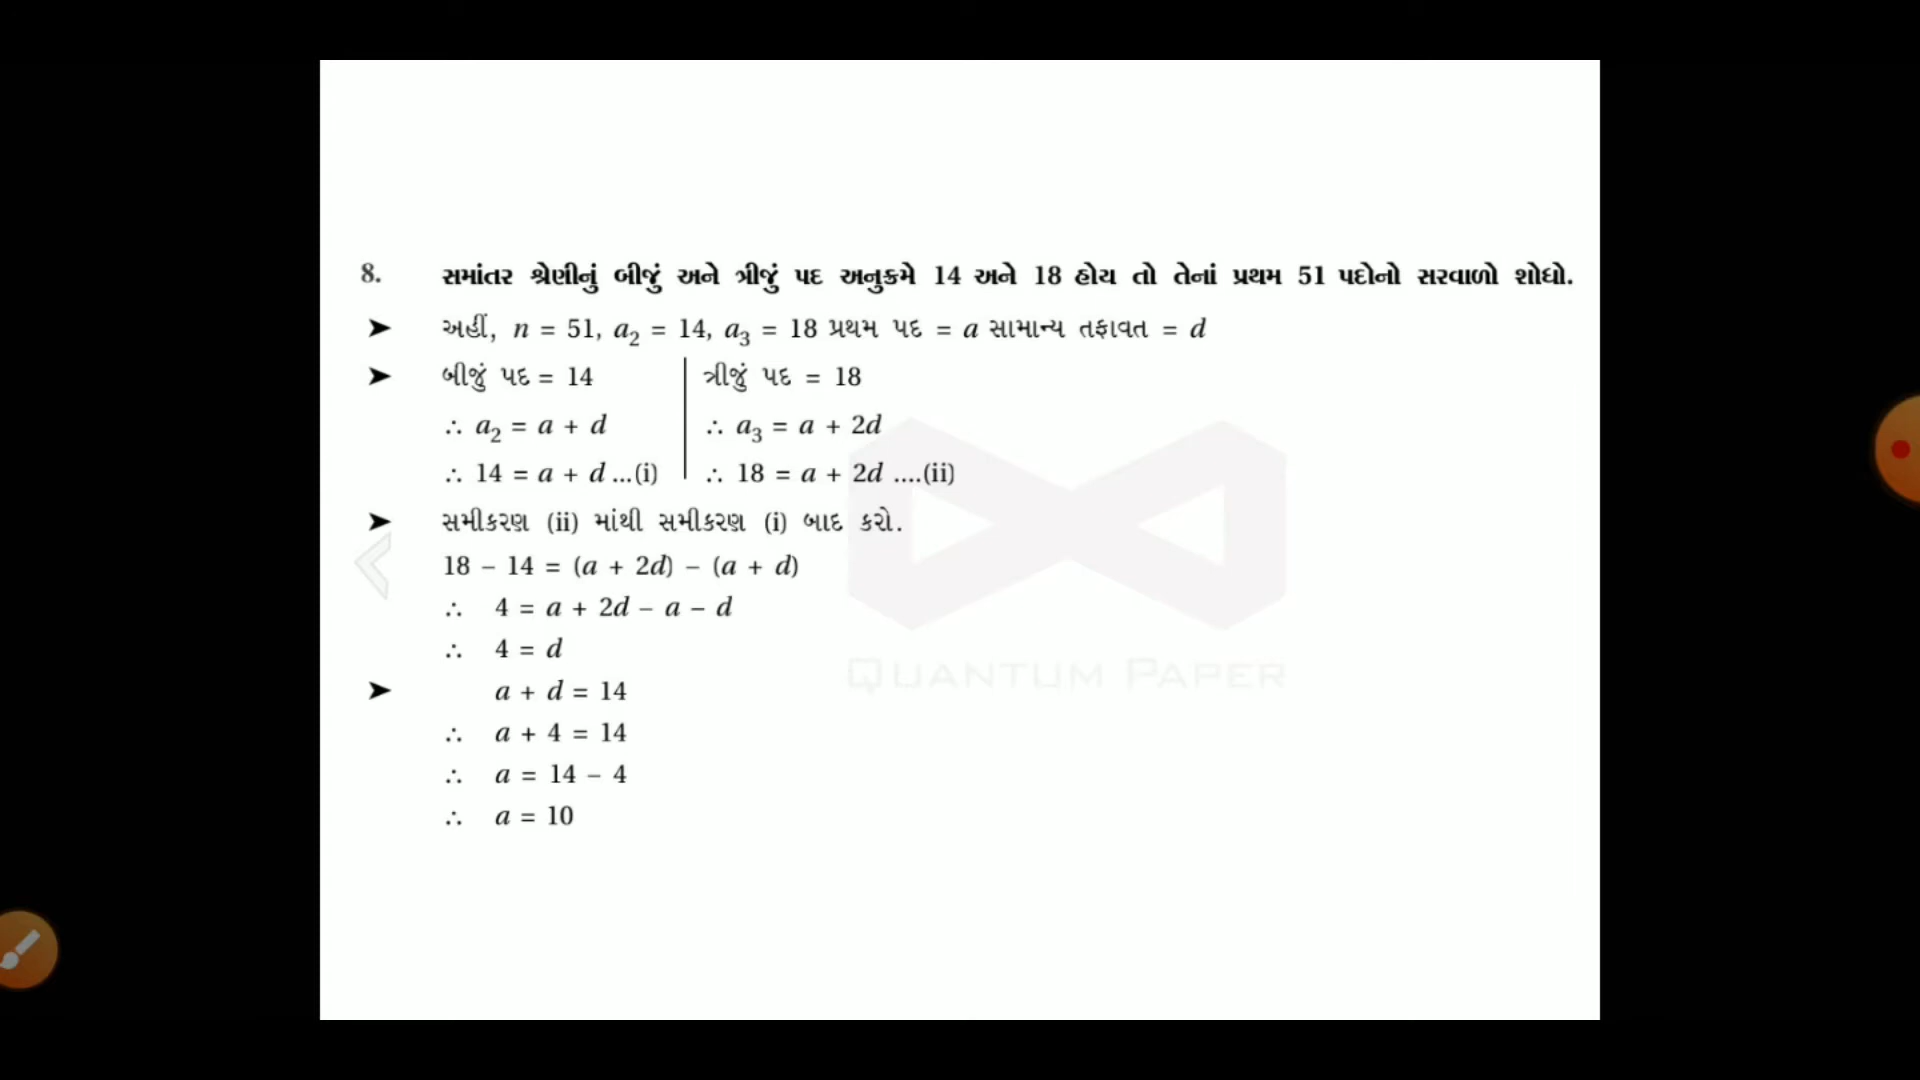 8. સમાંતર શ્રેણીનું બીજું અને ત્રીજું પદ અનુક્રમે 14 અને 18 હોય તો તેનાં પ્રથમ 51 પદોનો સરવાળો શોધો.
➤ અહીં, n = 51, a₂ = 14, a₃ = 18 પ્રથમ પદ = a સામાન્ય તફાવત = d
➤ બીજું પદ = 14 | ત્રીજું પદ = 18
∴ a₂ = a + d | ∴ a₃ = a + 2d
∴ 14 = a + d ...(i) | ∴ 18 = a + 2d ....(ii)
➤ સમીકરણ (ii) માંથી સમીકરણ (i) બાદ કરો.
18 – 14 = (a + 2d) – (a + d)
∴ 4 = a + 2d – a – d
∴ 4 = d
➤ a + d = 14
∴ a + 4 = 14
∴ a = 14 – 4
∴ a = 10
QUANTUM PAPER